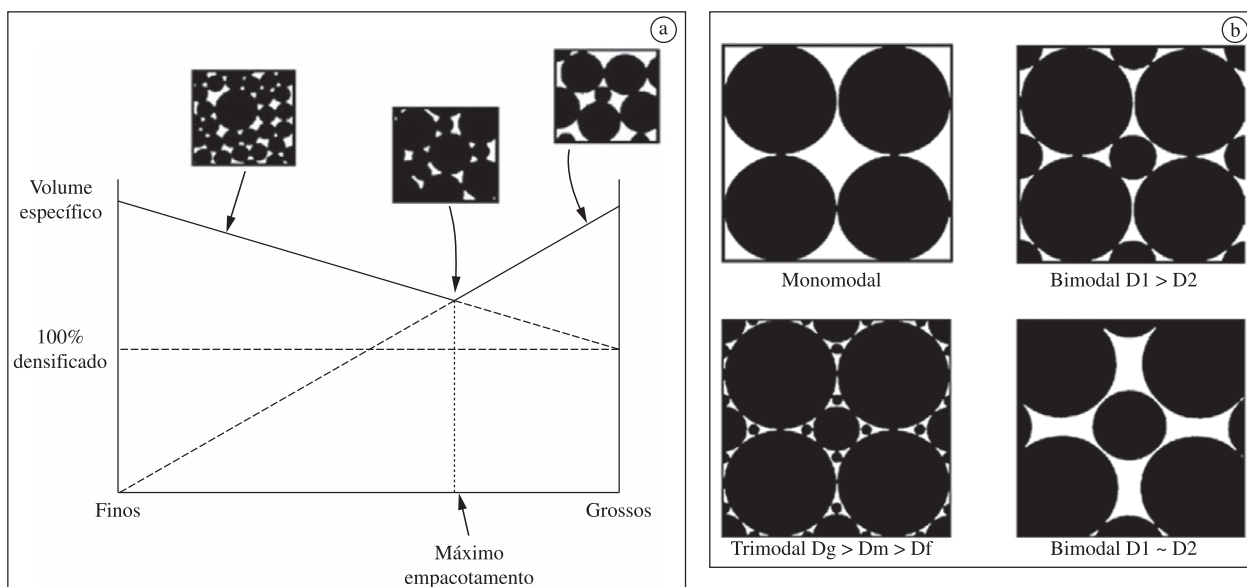 a
Volume
específico
100%
densificado
Finos
Grossos
Máximo
empacotamento
b
Monomodal
Bimodal D1 > D2
Trimodal Dg > Dm > Df
Bimodal D1 ~ D2